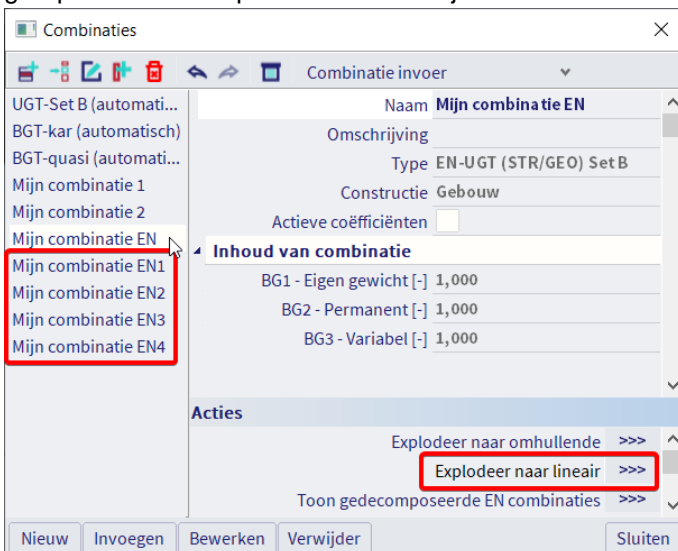 Combinaties
Combinatie invoer
UGT-Set B (automati...
BGT-kar (automatisch)
BGT-quasi (automati...
Mijn combinatie 1
Mijn combinatie 2
Mijn combinatie EN
Mijn combinatie EN1
Mijn combinatie EN2
Mijn combinatie EN3
Mijn combinatie EN4
Naam Mijn combinatie EN
Omschrijving
Type EN-UGT (STR/GEO) Set B
Constructie Gebouw
Actieve coëfficiënten
Inhoud van combinatie
BG1 - Eigen gewicht [-] 1,000
BG2 - Permanent [-] 1,000
BG3 - Variabel [-] 1,000
Acties
Explodeer naar omhullende >>>
Explodeer naar lineair >>>
Toon gedecomposeerde EN combinaties >>>
Nieuw Invoegen Bewerken Verwijder Sluiten